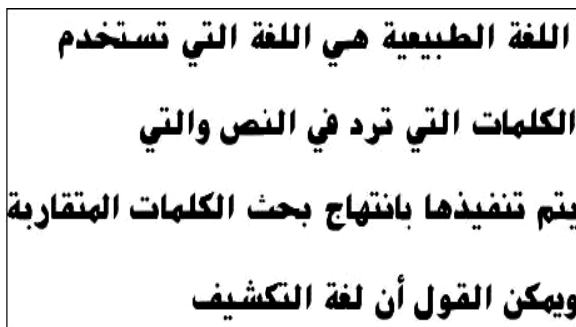 اللغة الطبيعية هي اللغة التي تستخدم
الكلمات التي ترد في النص والتي
يتم تنفيذها بانتهاج بحث الكلمات المتقاربة
ويمكن القول أن لغة التكشيف